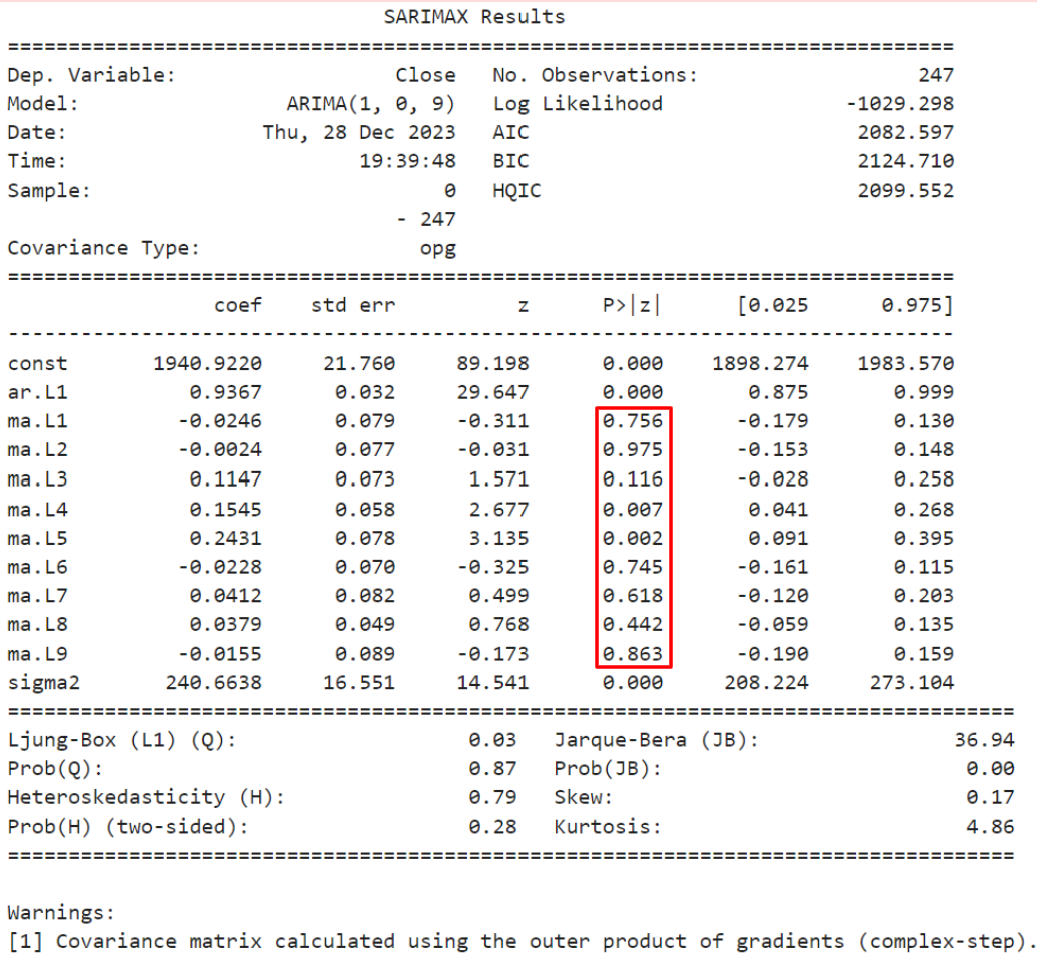 SARIMAX Results
==============================================================================
Dep. Variable:                  Close   No. Observations:                  247
Model:                 ARIMA(1, 0, 9)   Log Likelihood               -1029.298
Date:                Thu, 28 Dec 2023   AIC                           2082.597
Time:                        19:39:48   BIC                           2124.710
Sample:                             0   HQIC                          2099.552
- 247
Covariance Type:                  opg
==============================================================================
coef    std err          z      P>|z|      [0.025      0.975]
------------------------------------------------------------------------------
const       1940.9220     21.760     89.198      0.000    1898.274    1983.570
ar.L1          0.9367      0.032     29.647      0.000       0.875       0.999
ma.L1         -0.0246      0.079     -0.311      0.756      -0.179       0.130
ma.L2         -0.0024      0.077     -0.031      0.975      -0.153       0.148
ma.L3          0.1147      0.073      1.571      0.116      -0.028       0.258
ma.L4          0.1545      0.058      2.677      0.007       0.041       0.268
ma.L5          0.2431      0.078      3.135      0.002       0.091       0.395
ma.L6         -0.0228      0.070     -0.325      0.745      -0.161       0.115
ma.L7          0.0412      0.082      0.499      0.618      -0.120       0.203
ma.L8          0.0379      0.049      0.768      0.442      -0.059       0.135
ma.L9         -0.0155      0.089     -0.173      0.863      -0.190       0.159
sigma2       240.6638     16.551     14.541      0.000     208.224     273.104
===================================================================================
Ljung-Box (L1) (Q):                   0.03   Jarque-Bera (JB):                36.94
Prob(Q):                              0.87   Prob(JB):                         0.00
Heteroskedasticity (H):               0.79   Skew:                             0.17
Prob(H) (two-sided):                  0.28   Kurtosis:                         4.86
===================================================================================
Warnings:
[1] Covariance matrix calculated using the outer product of gradients (complex-step).